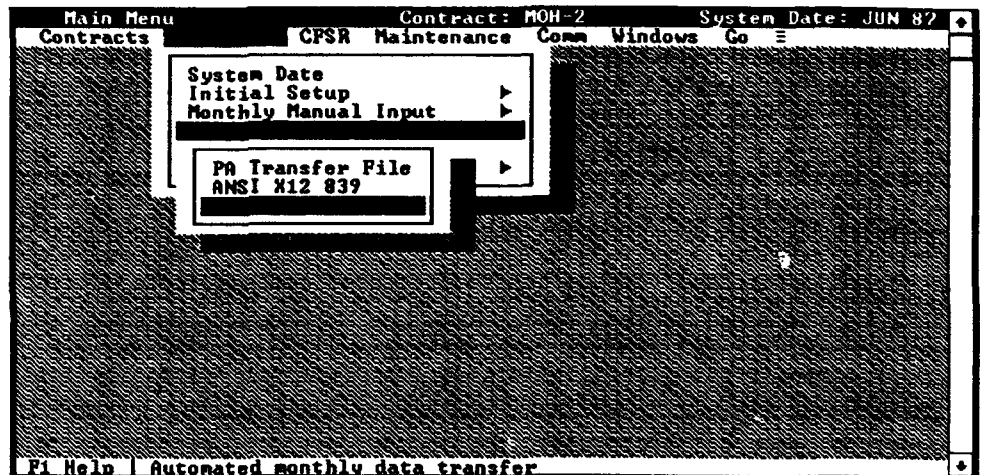 Main Menu Contract: MOH-2 System Date: JUN 87
Contracts CPSR Maintenance Comm Windows Go ≡
System Date
Initial Setup ►
Monthly Manual Input ►
PA Transfer File ►
ANSI X12 839
F1 Help | Automated monthly data transfer